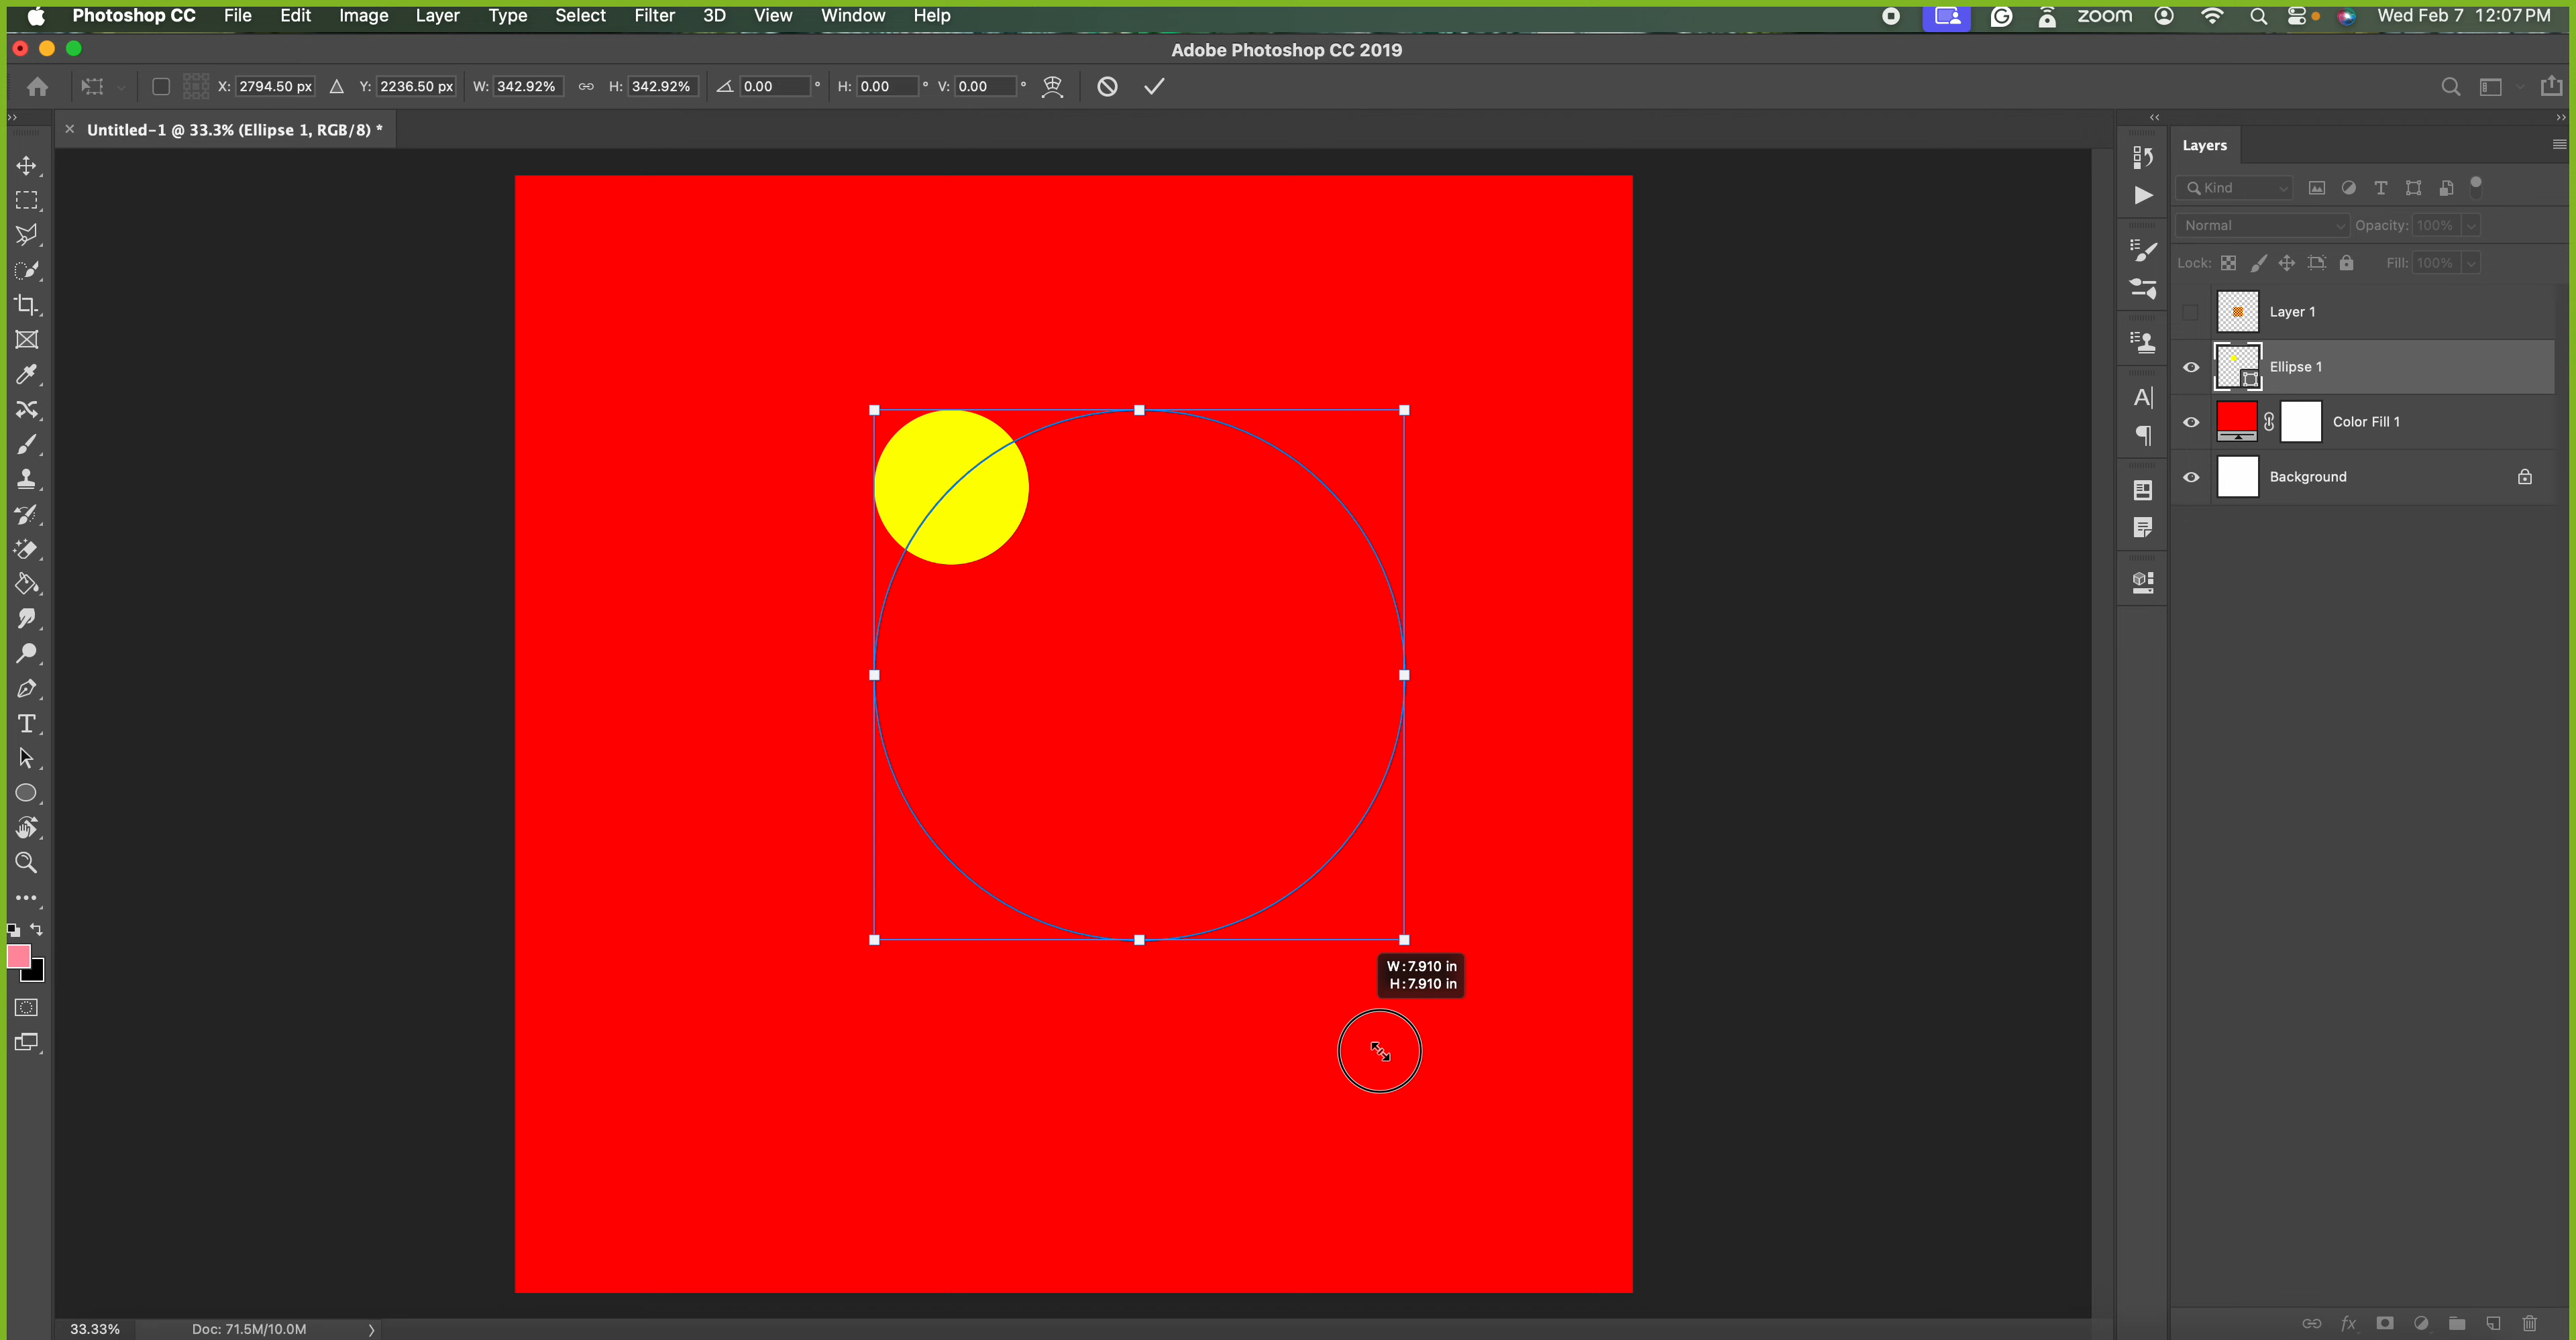 Photoshop CC File Edit Image Layer Type Select Filter 3D View Window Help zoom Wed Feb 7 12:07 PM
Adobe Photoshop CC 2019
X: 2794.50 px Y: 2236.50 px W: 342.92% H: 342.92% 0.00 ° H: 0.00 ° V: 0.00 °
Untitled-1 @ 33.3% (Ellipse 1, RGB/8) *
Layers
Kind
Normal Opacity: 100%
Lock: Fill: 100%
Layer 1
Ellipse 1
Color Fill 1
Background
W: 7.910 in
H: 7.910 in
33.33% Doc: 71.5M/10.0M